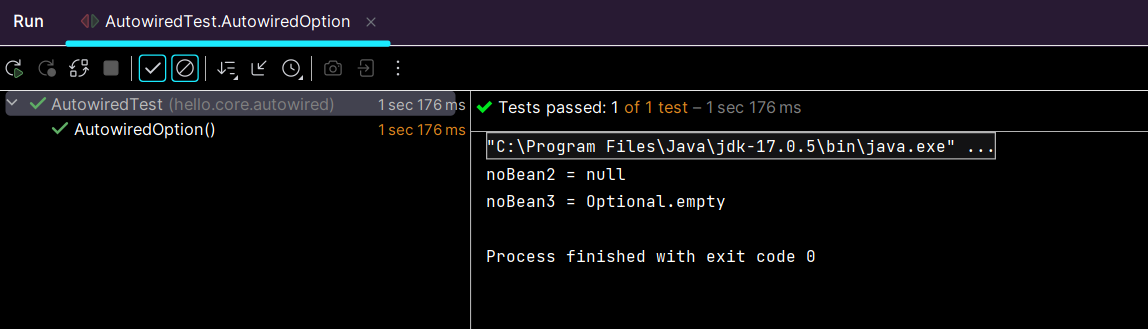 Run AutowiredTest.AutowiredOption
AutowiredTest (hello.core.autowired) 1 sec 176 ms
AutowiredOption() 1 sec 176 ms
Tests passed: 1 of 1 test – 1 sec 176 ms
"C:\Program Files\Java\jdk-17.0.5\bin\java.exe" ...
noBean2 = null
noBean3 = Optional.empty
Process finished with exit code 0